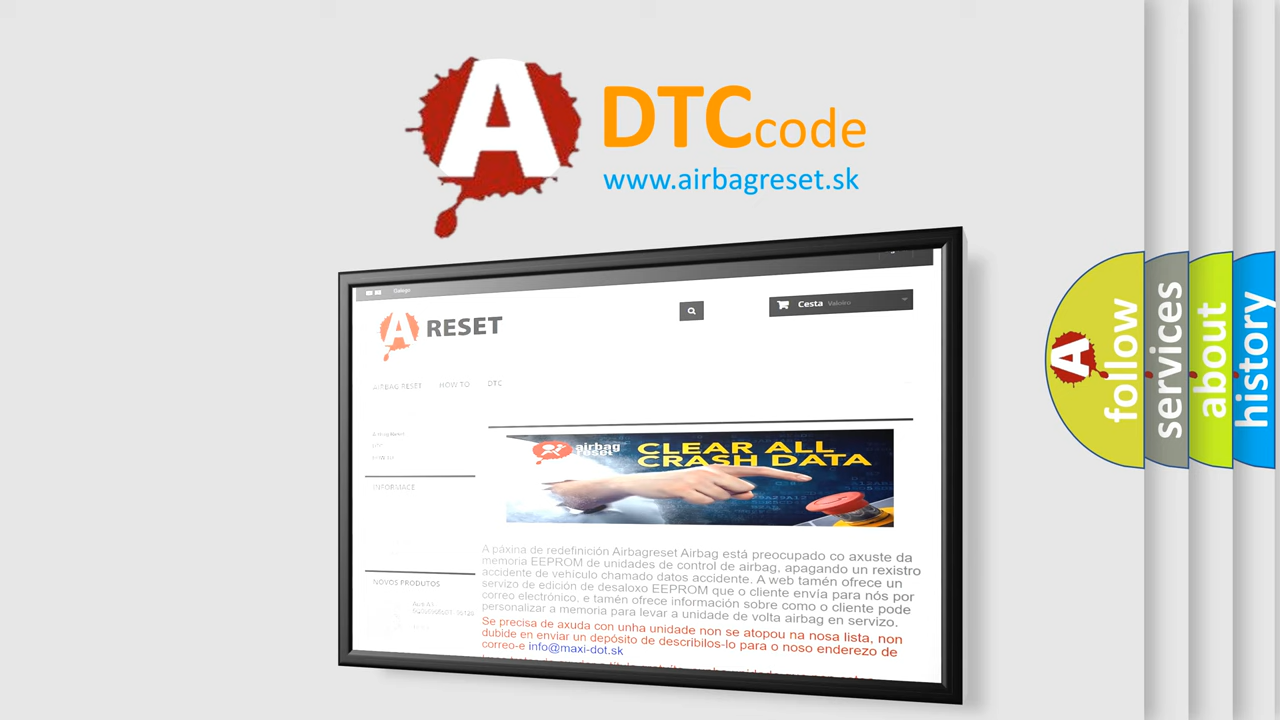 A DTCcode
www.airbagreset.sk
Galego
A RESET
Cesta Valeiro
AIRBAG RESET HOW TO DTC
INFORMACE
NOVOS PRODUTOS
airbag
reset
CLEAR ALL
CRASH DATA
A páxina de redefinición Airbagreset Airbag está preocupado co axuste da
memoria EEPROM de unidades de control de airbag, apagando un rexistro
accidente de vehículo chamado datos accidente. A web tamén ofrece un
servizo de edición de desaloxo EEPROM que o cliente envía para nós por
correo electrónico, e tamén ofrece información sobre como o cliente pode
personalizar a memoria para levar a unidade de volta airbag en servizo.
Se precisa de axuda con unha unidade non se atopou na nosa lista, non
dubide en enviar un depósito de describilos-lo para o noso enderezo de
correo-e info@maxi-dot.sk
A follow
services
about
history